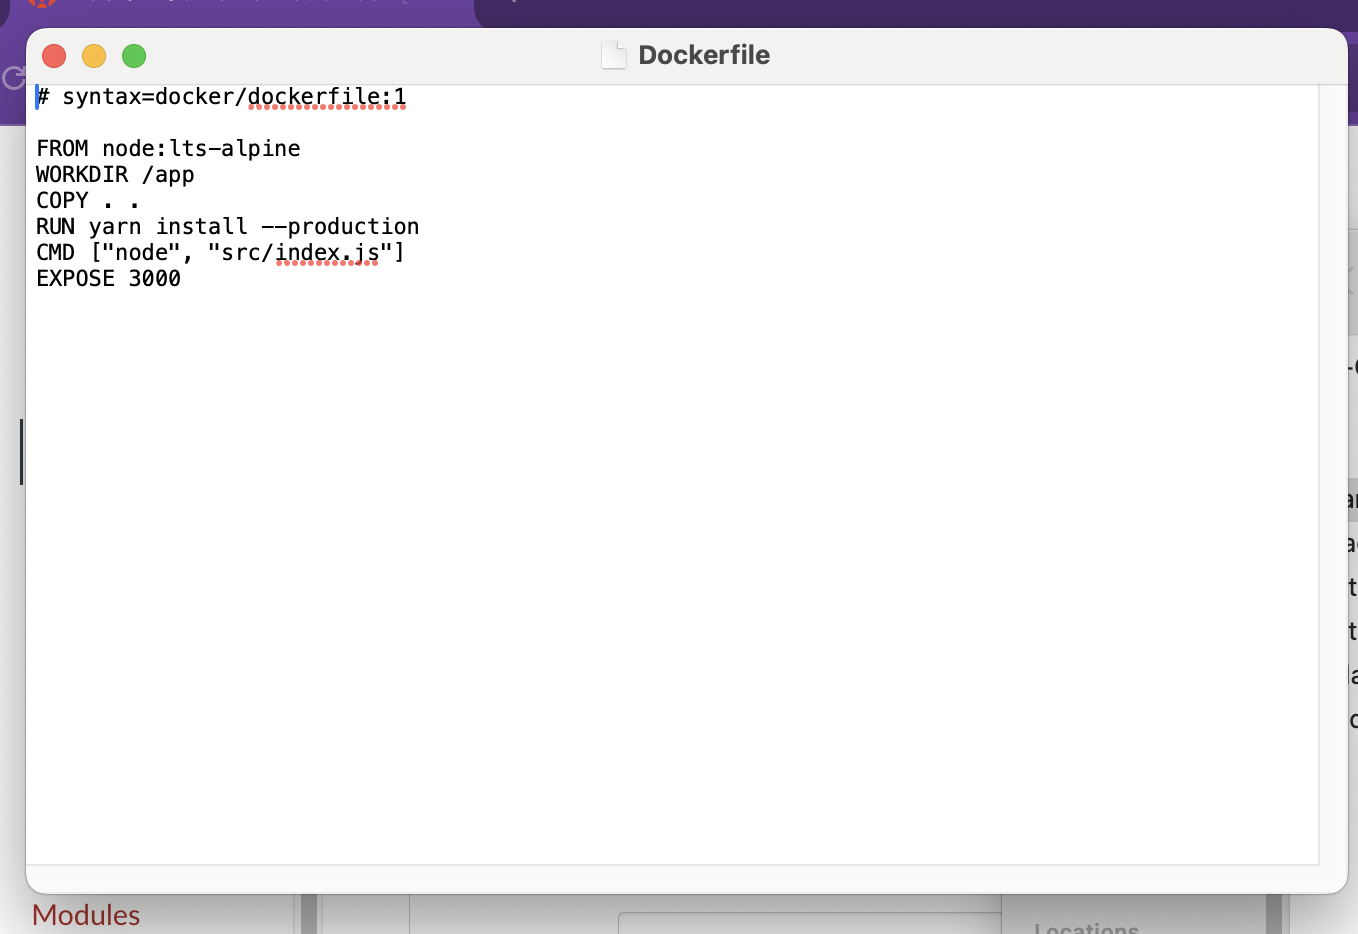 Dockerfile
# syntax=docker/dockerfile:1

FROM node:lts-alpine
WORKDIR /app
COPY . .
RUN yarn install --production
CMD ["node", "src/index.js"]
EXPOSE 3000
Modules
Locations